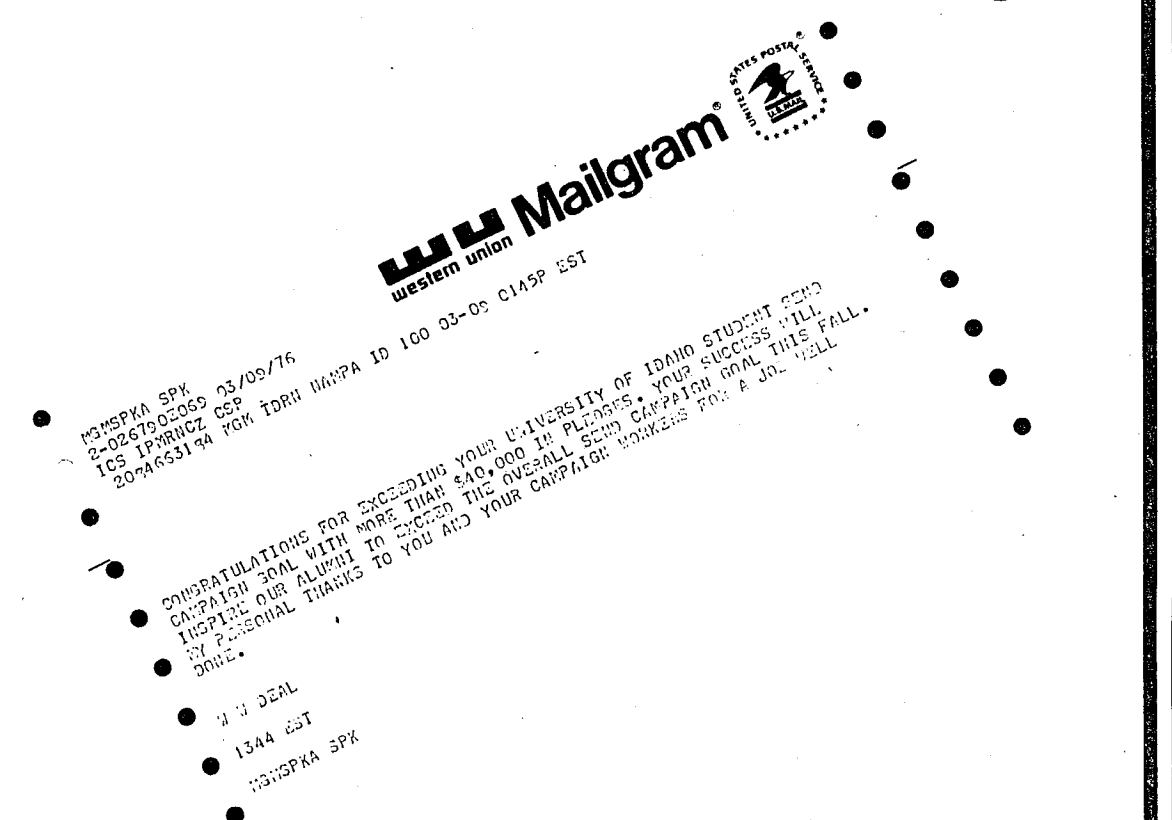 UNITED STATES POSTAL SERVICE
U.S.MAIL
Mailgram
western union
MGMSPKA SPK
2-026790E069 03/09/76
ICS IPMRNCZ CSP
2084663194 MGM TDRN NAMPA ID 100 03-09 0145P EST
CONGRATULATIONS FOR EXCEEDING YOUR UNIVERSITY OF IDAHO STUDENT SEND
CAMPAIGN GOAL WITH MORE THAN $40,000 IN PLEDGES. YOUR SUCCESS WILL
INSPIRE OUR ALUMNI TO EXCEED THE OVERALL SEND CAMPAIGN GOAL THIS FALL.
MY PERSONAL THANKS TO YOU AND YOUR CAMPAIGN WORKERS FOR A JOB WELL
DONE.
W W DEAL
1344 EST
MGMSPKA SPK